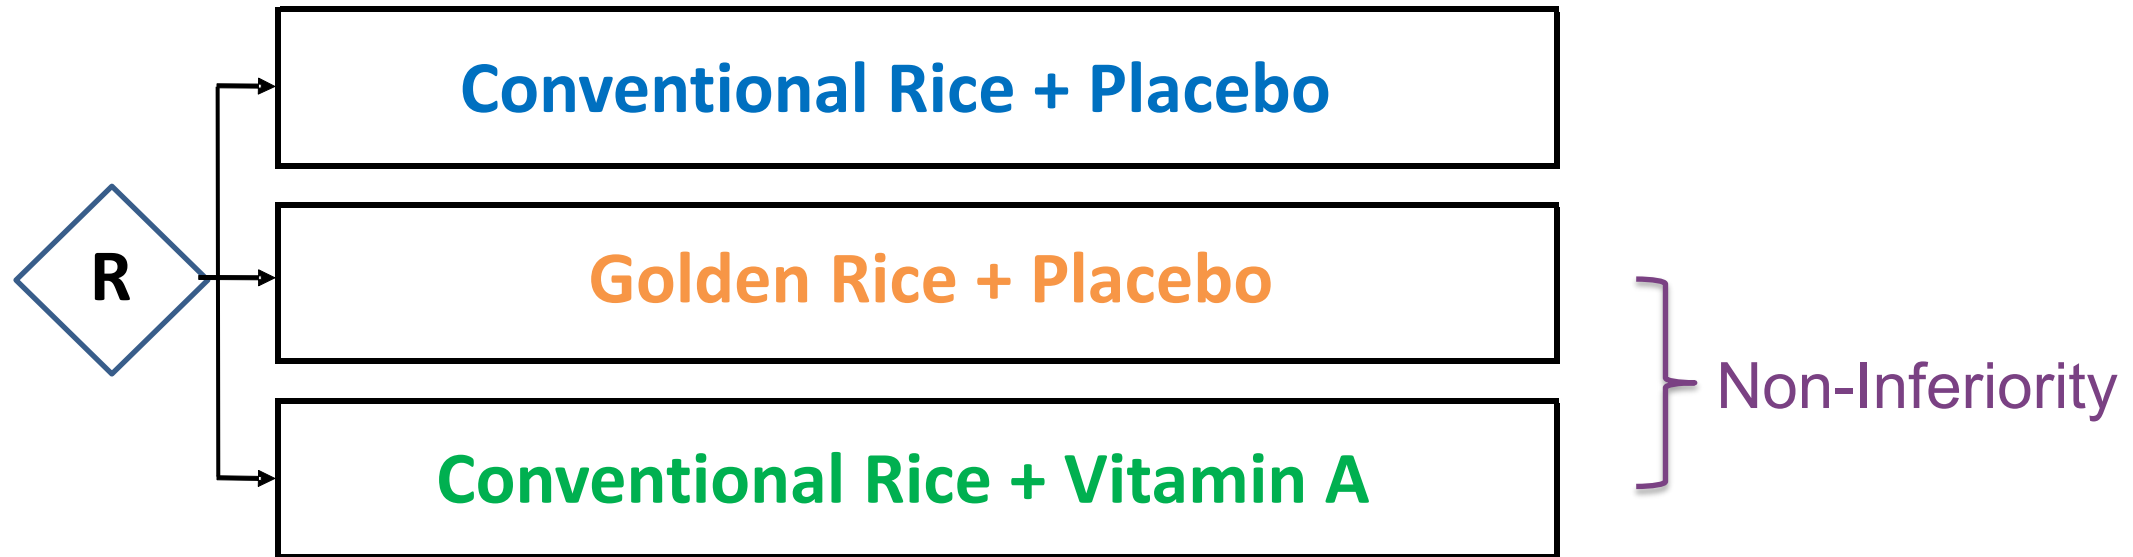 Conventional Rice + Placebo
R
Golden Rice + Placebo
Non-Inferiority
Conventional Rice + Vitamin A